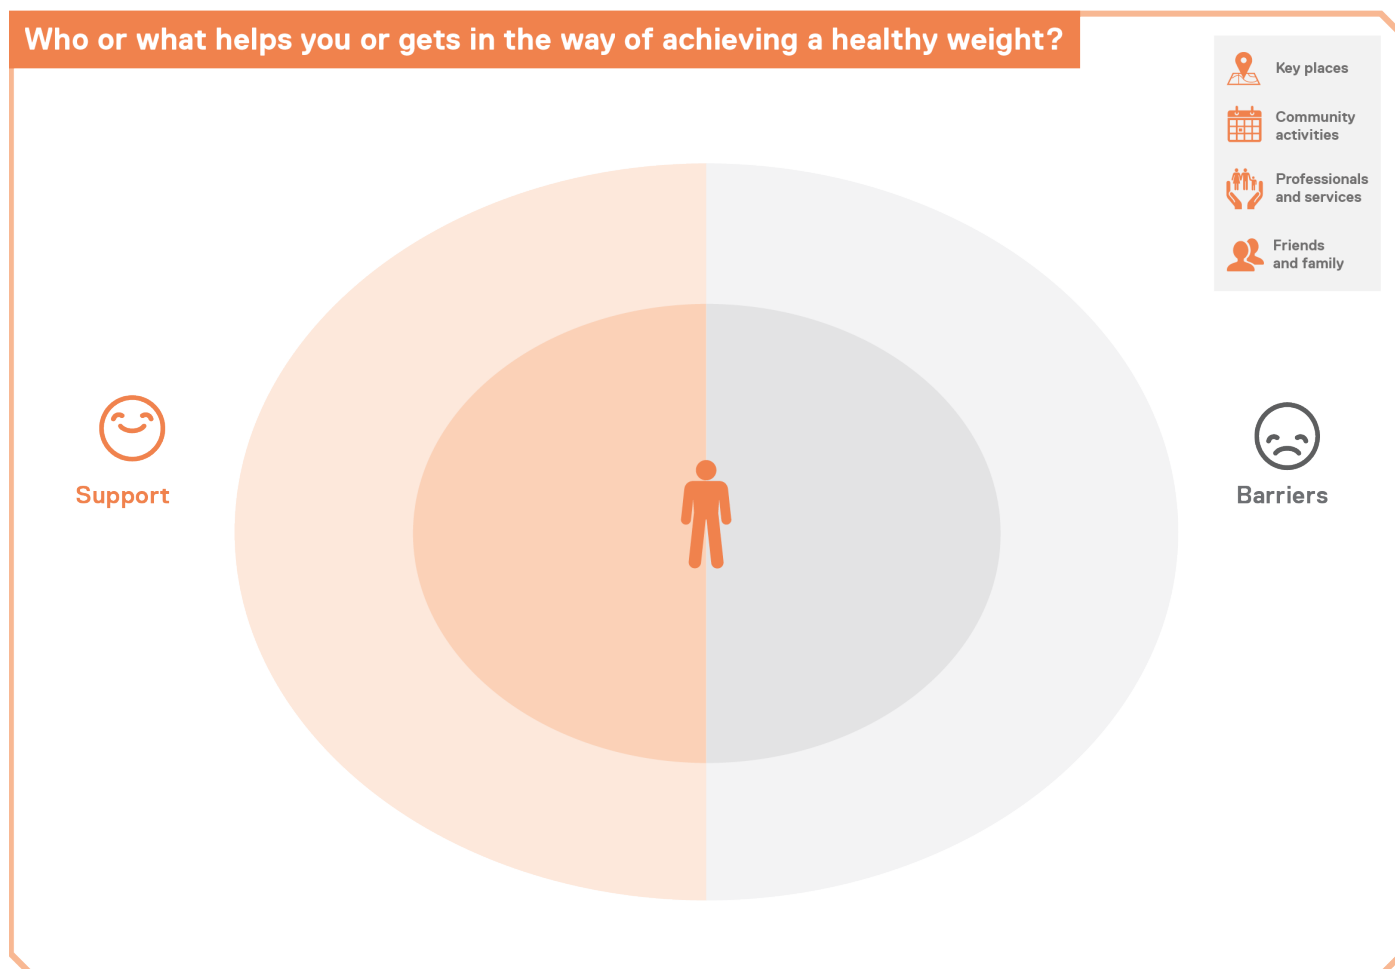 Who or what helps you or gets in the way of achieving a healthy weight?
Key places
Community
activities
Professionals
and services
Friends
and family
Support
Barriers